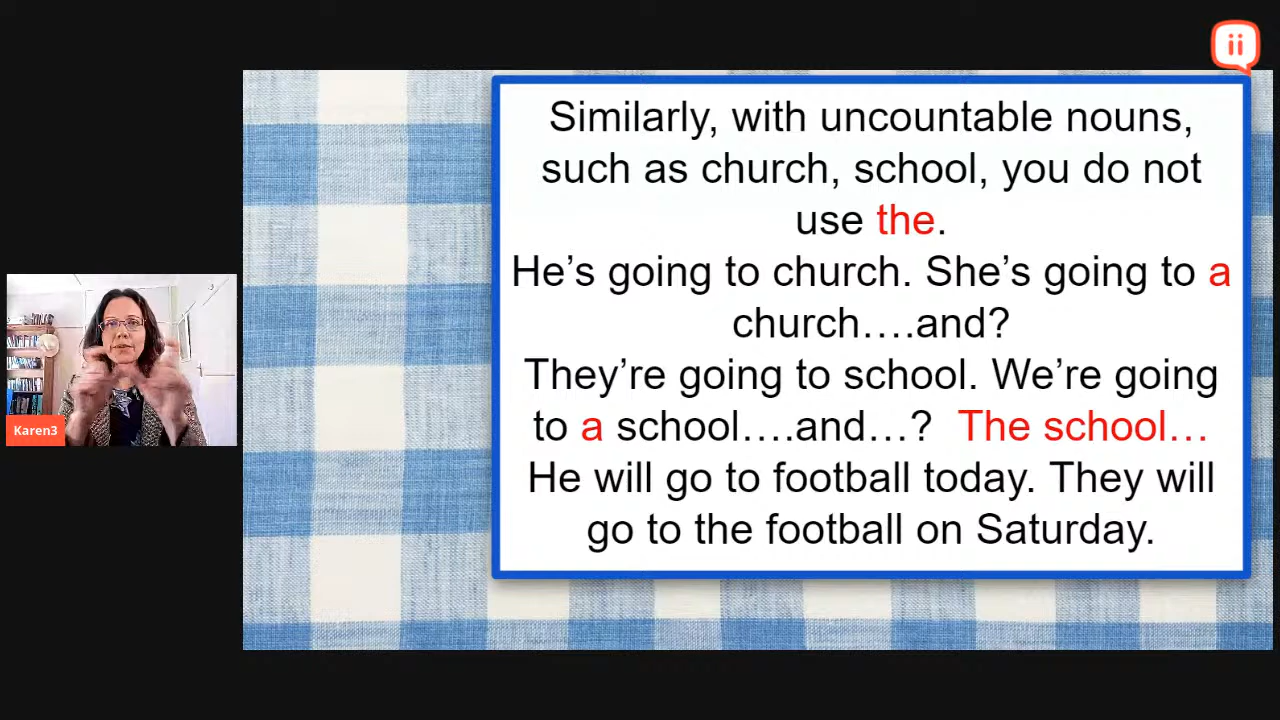 Similarly, with uncountable nouns,
such as church, school, you do not
use the.
He’s going to church. She’s going to a
church….and?
They’re going to school. We’re going
to a school….and…? The school…
He will go to football today. They will
go to the football on Saturday.
Karen3